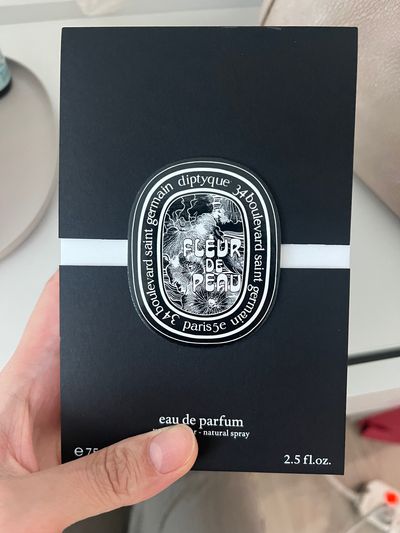 34 boulevard saint germain diptyque 34 boulevard saint germain
paris 5e
FLEUR
DE
PEAU
eau de parfum
- natural spray
℮ 75
2.5 fl.oz.